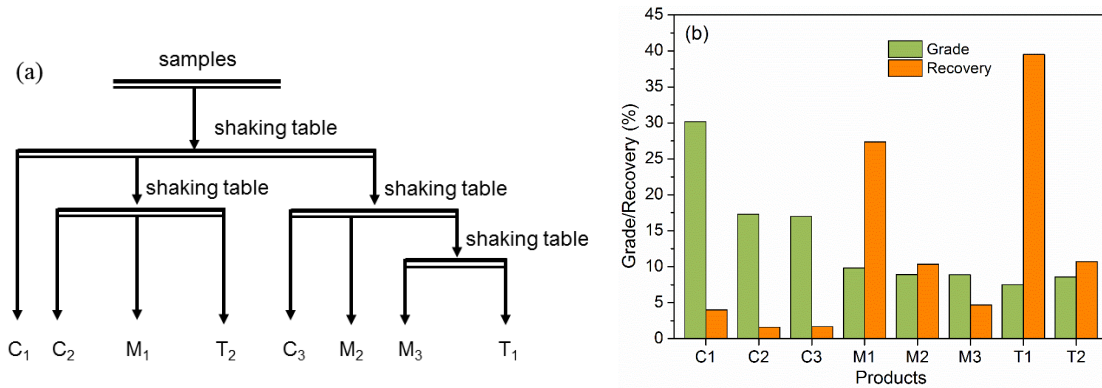 (a)
samples
shaking table
shaking table
shaking table
shaking table
C₁ C₂ M₁ T₂ C₃ M₂ M₃ T₁
(b)
Grade
Recovery
Grade/Recovery (%)
45
40
35
30
25
20
15
10
5
0
C1 C2 C3 M1 M2 M3 T1 T2
Products